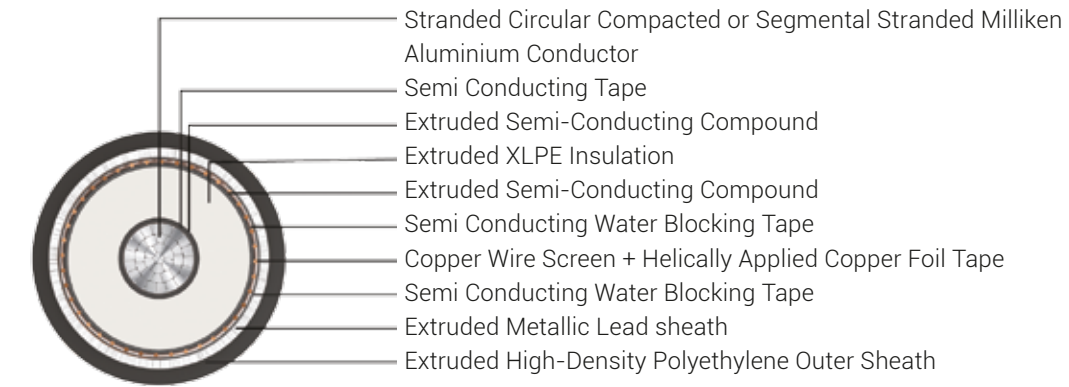 Stranded Circular Compacted or Segmental Stranded Milliken
Aluminium Conductor
Semi Conducting Tape
Extruded Semi-Conducting Compound
Extruded XLPE Insulation
Extruded Semi-Conducting Compound
Semi Conducting Water Blocking Tape
Copper Wire Screen + Helically Applied Copper Foil Tape
Semi Conducting Water Blocking Tape
Extruded Metallic Lead sheath
Extruded High-Density Polyethylene Outer Sheath